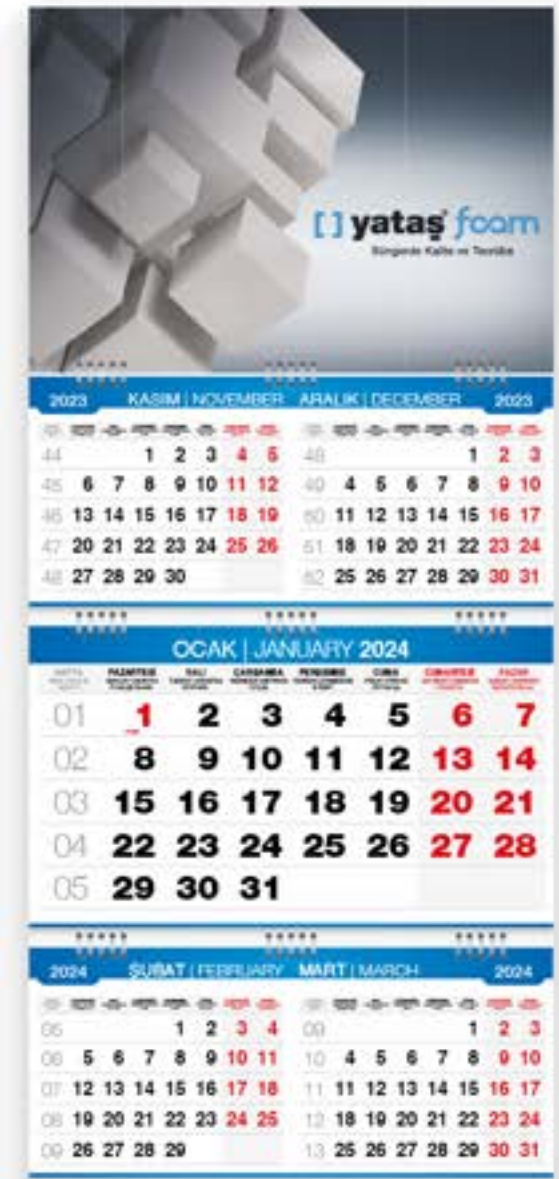 [ ] yataş foam
Süngerde Kalite ve Tecrübe
2023 KASIM | NOVEMBER ARALIK | DECEMBER 2023
44 1 2 3 4 5 48 1 2 3
45 6 7 8 9 10 11 12 49 4 5 6 7 8 9 10
46 13 14 15 16 17 18 19 50 11 12 13 14 15 16 17
47 20 21 22 23 24 25 26 51 18 19 20 21 22 23 24
48 27 28 29 30 52 25 26 27 28 29 30 31
OCAK | JANUARY 2024
HAFTA PAZARTESİ SALI ÇARŞAMBA PERŞEMBE CUMA CUMARTESİ PAZAR
01 1 2 3 4 5 6 7
02 8 9 10 11 12 13 14
03 15 16 17 18 19 20 21
04 22 23 24 25 26 27 28
05 29 30 31
2024 ŞUBAT | FEBRUARY MART | MARCH 2024
05 1 2 3 4 09 1 2 3
06 5 6 7 8 9 10 11 10 4 5 6 7 8 9 10
07 12 13 14 15 16 17 18 11 11 12 13 14 15 16 17
08 19 20 21 22 23 24 25 12 18 19 20 21 22 23 24
09 26 27 28 29 13 25 26 27 28 29 30 31